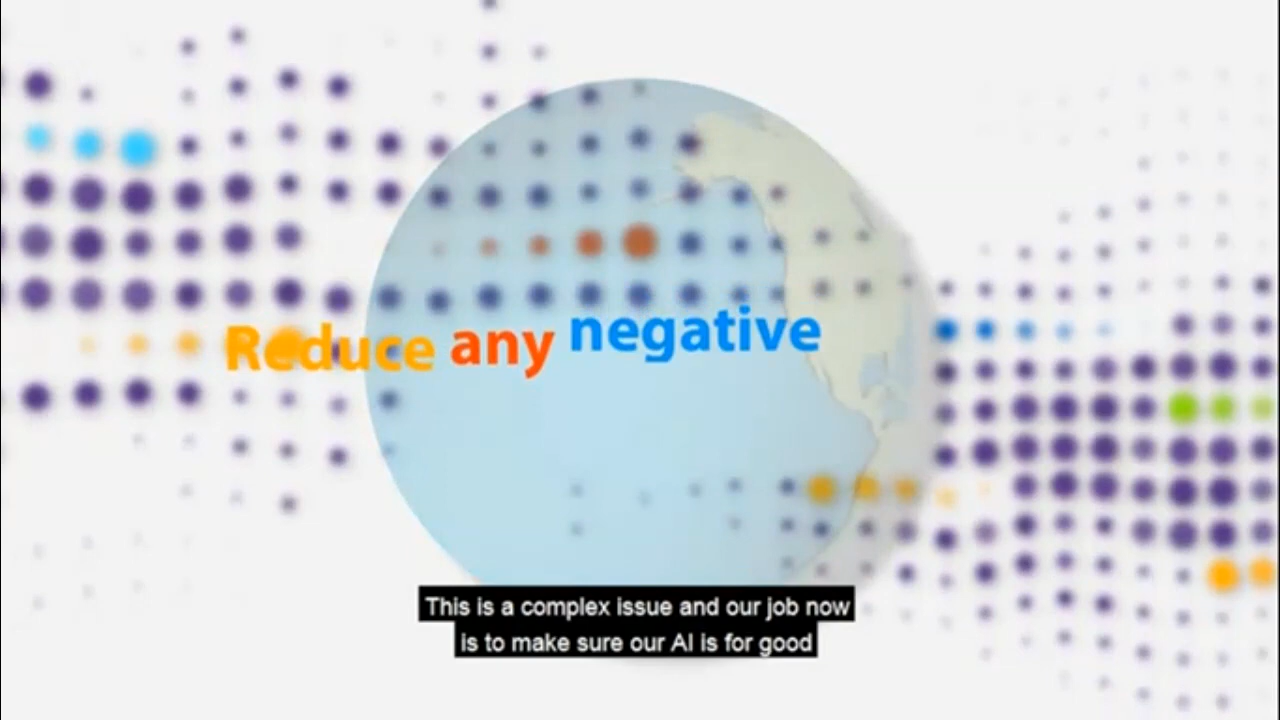 Reduce any negative
This is a complex issue and our job now
is to make sure our AI is for good